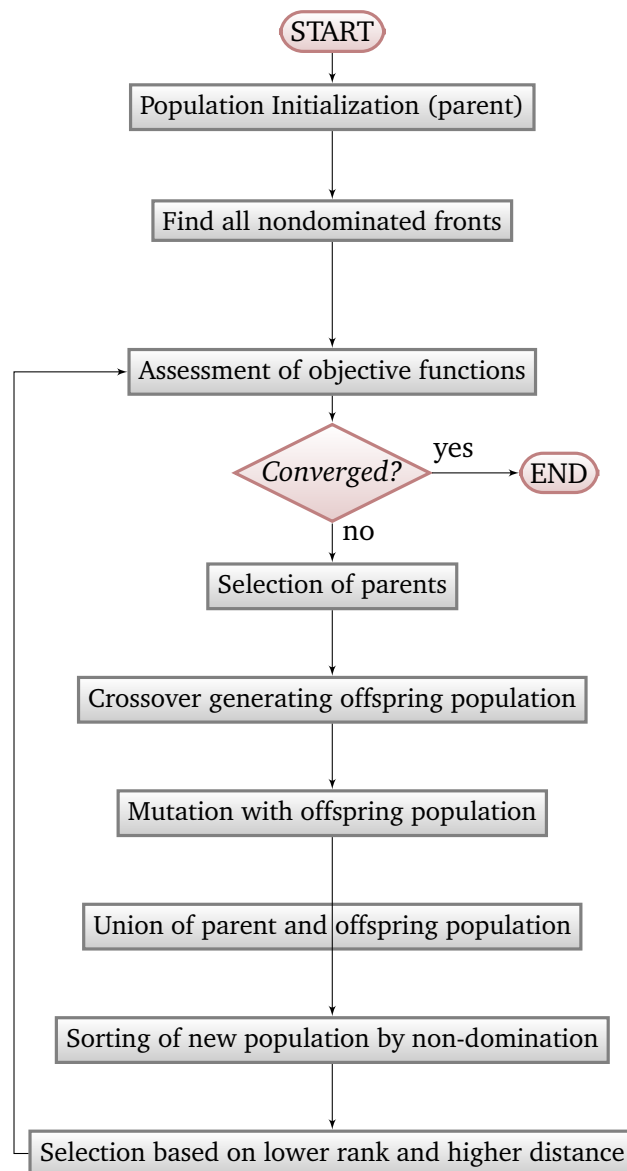 START
Population Initialization (parent)
Find all nondominated fronts
Assessment of objective functions
Converged?
yes
END
no
Selection of parents
Crossover generating offspring population
Mutation with offspring population
Union of parent and offspring population
Sorting of new population by non-domination
Selection based on lower rank and higher distance